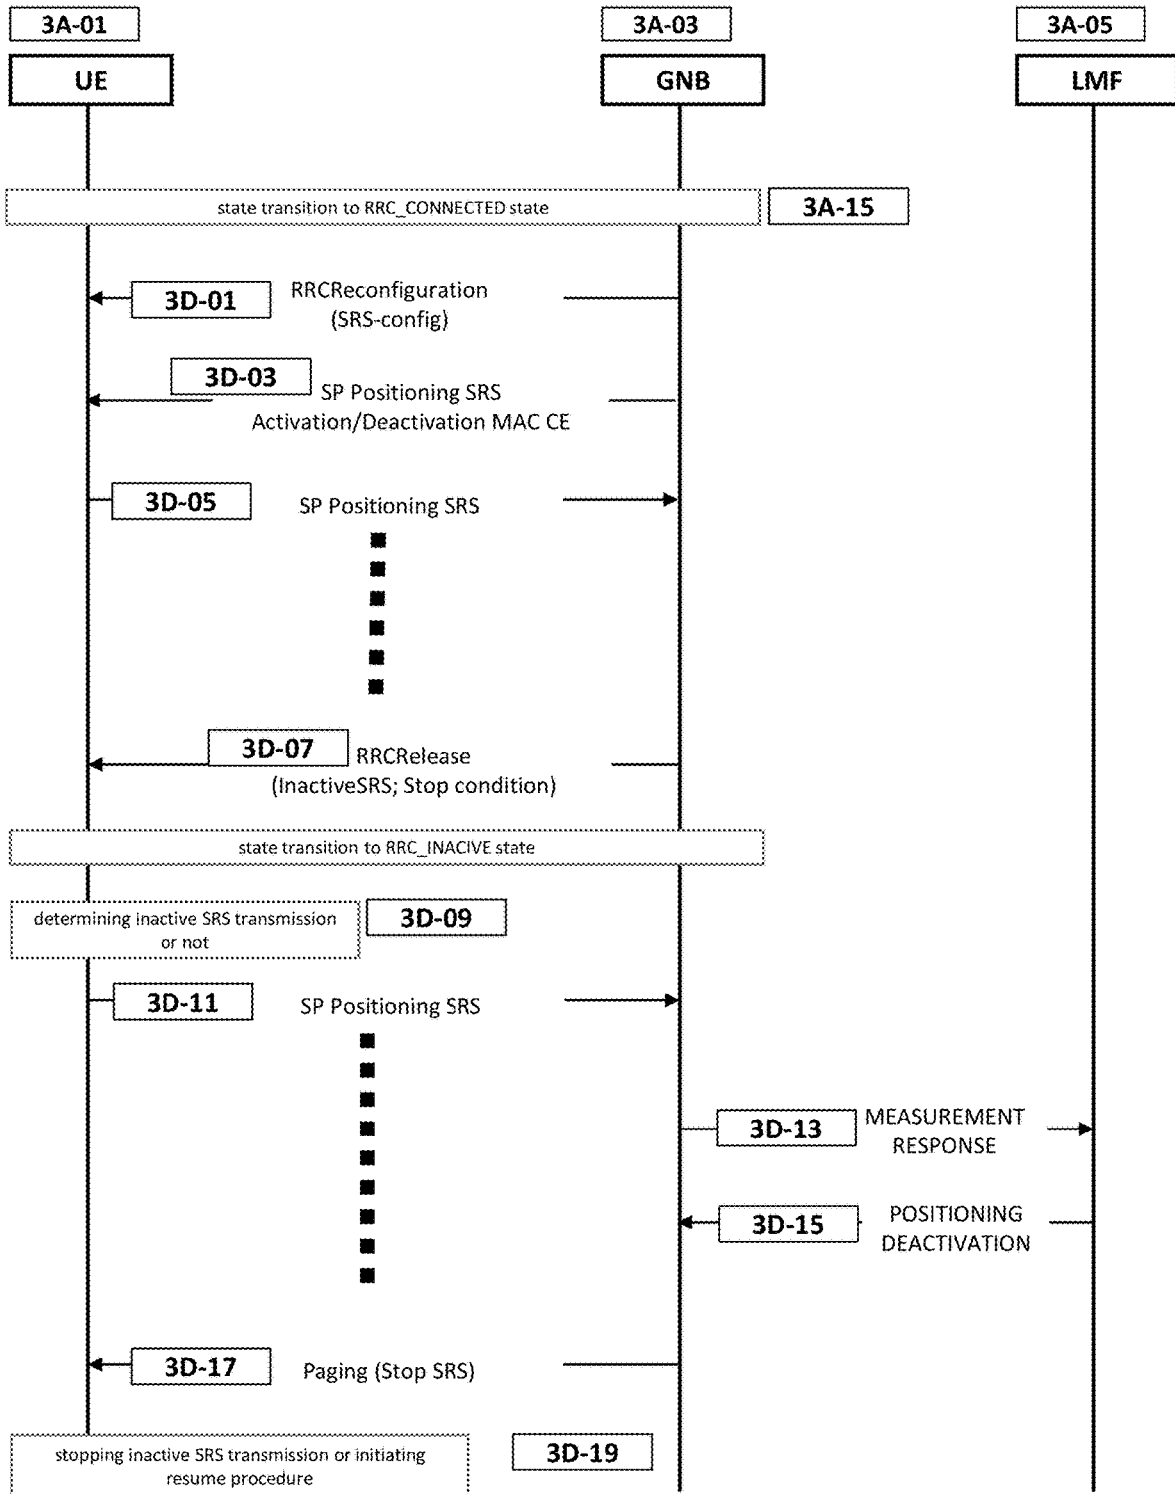 3A-01
3A-03
3A-05
UE
GNB
LMF
state transition to RRC_CONNECTED state
3A-15
3D-01
RRCReconfiguration
(SRS-config)
3D-03
SP Positioning SRS
Activation/Deactivation MAC CE
3D-05
SP Positioning SRS
3D-07
RRCRelease
(InactiveSRS; Stop condition)
state transition to RRC_INACIVE state
determining inactive SRS transmission
or not
3D-09
3D-11
SP Positioning SRS
3D-13
MEASUREMENT
RESPONSE
3D-15
POSITIONING
DEACTIVATION
3D-17
Paging (Stop SRS)
stopping inactive SRS transmission or initiating
resume procedure
3D-19